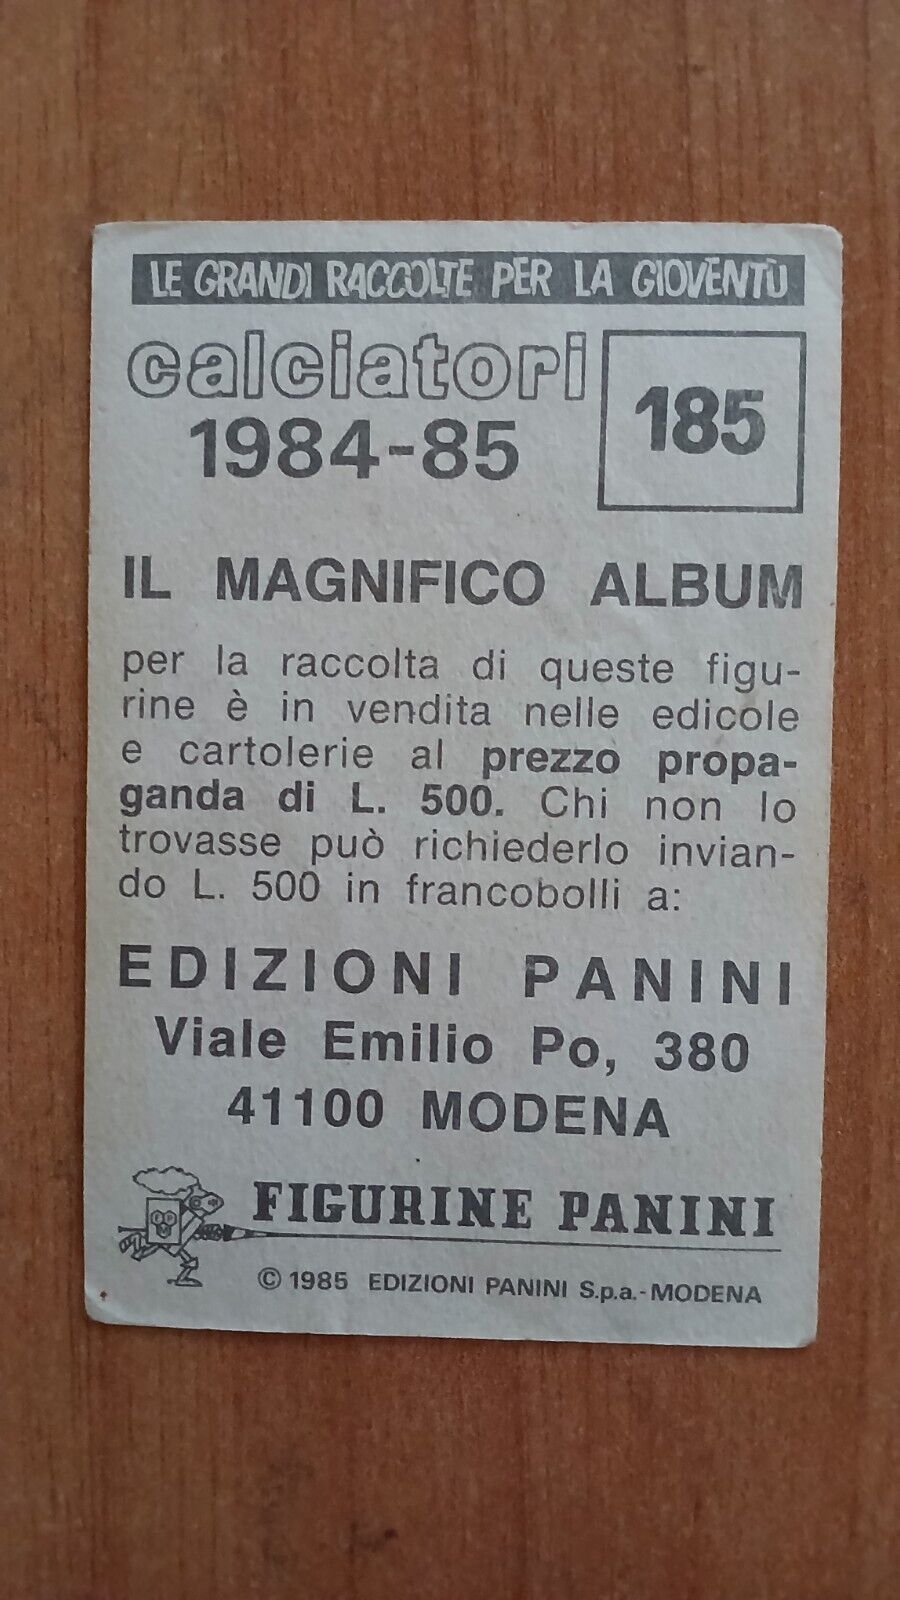 LE GRANDI RACCOLTE PER LA GIOVENTÙ
calciatori
1984-85
185
IL MAGNIFICO ALBUM
per la raccolta di queste figu-
rine è in vendita nelle edicole
e cartolerie al prezzo propa-
ganda di L. 500. Chi non lo
trovasse può richiederlo invian-
do L. 500 in francobolli a:
EDIZIONI PANINI
Viale Emilio Po, 380
41100 MODENA
FIGURINE PANINI
© 1985 EDIZIONI PANINI S.p.a.-MODENA